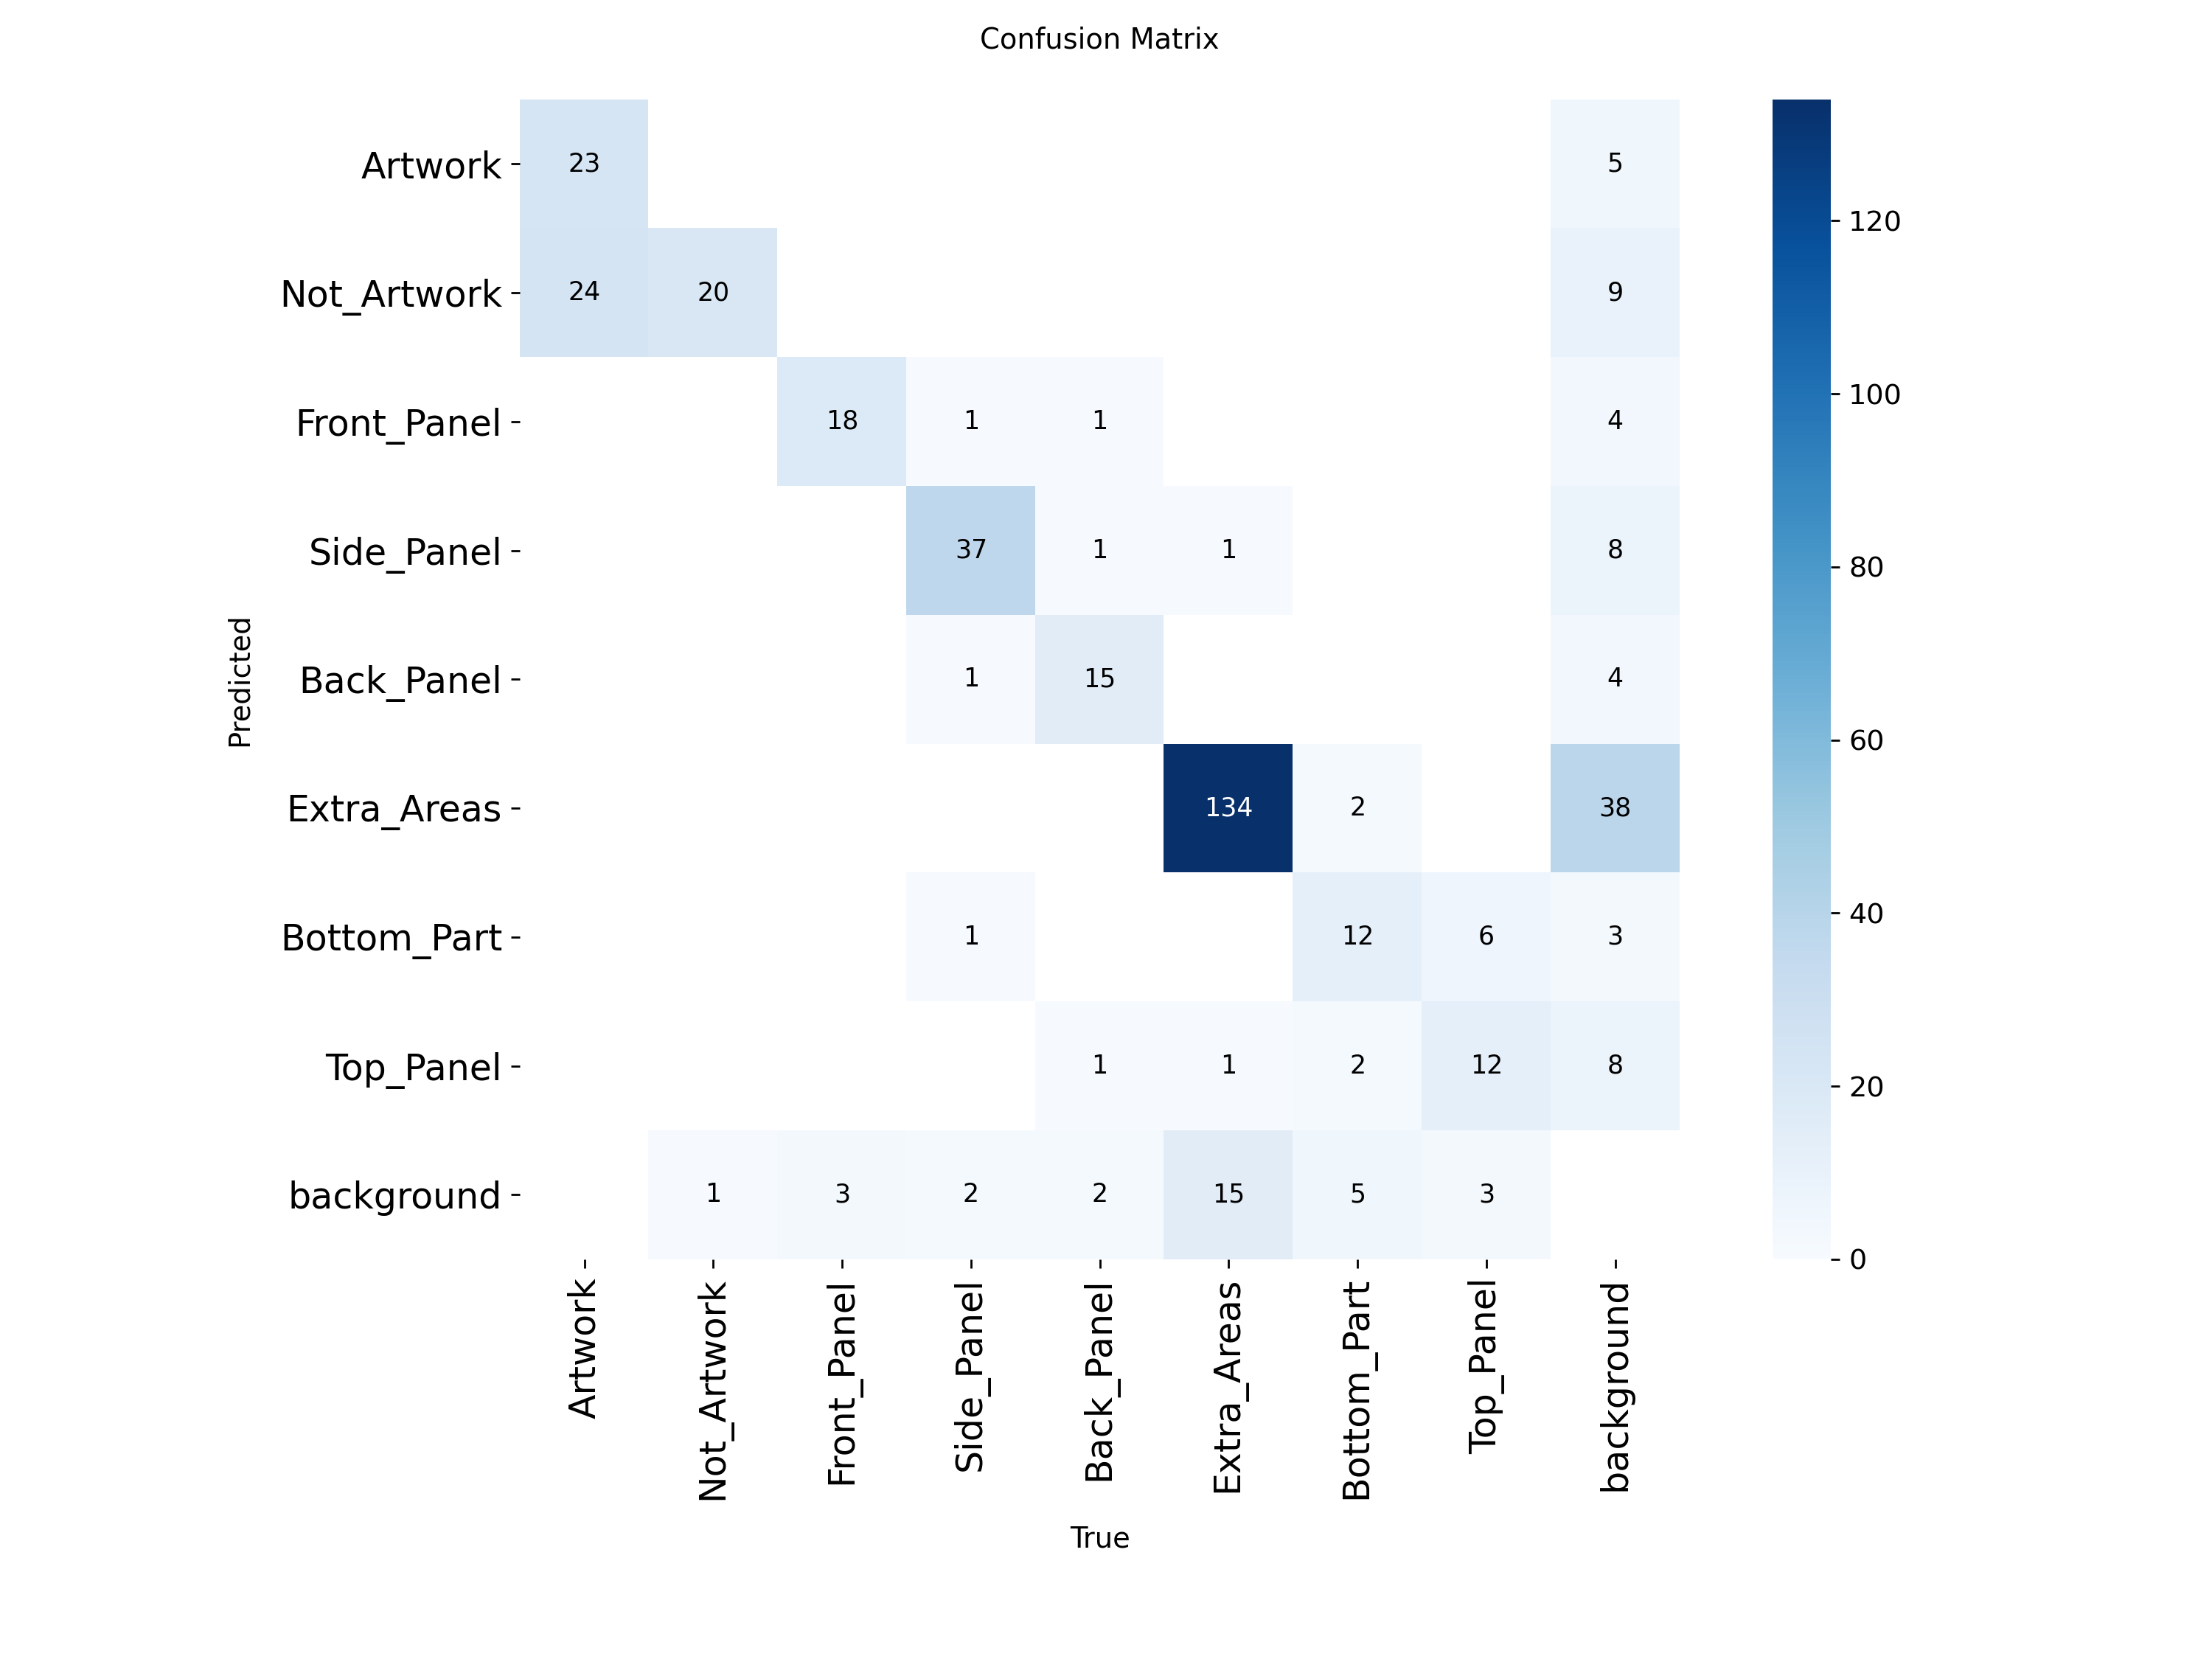 Confusion Matrix
Artwork 23 5
Not_Artwork 24 20 9
Front_Panel 18 1 1 4
Side_Panel 37 1 1 8
Back_Panel 1 15 4
Extra_Areas 134 2 38
Bottom_Part 1 12 6 3
Top_Panel 1 1 2 12 8
background 1 3 2 2 15 5 3
Predicted
Artwork
Not_Artwork
Front_Panel
Side_Panel
Back_Panel
Extra_Areas
Bottom_Part
Top_Panel
background
True
120
100
80
60
40
20
0